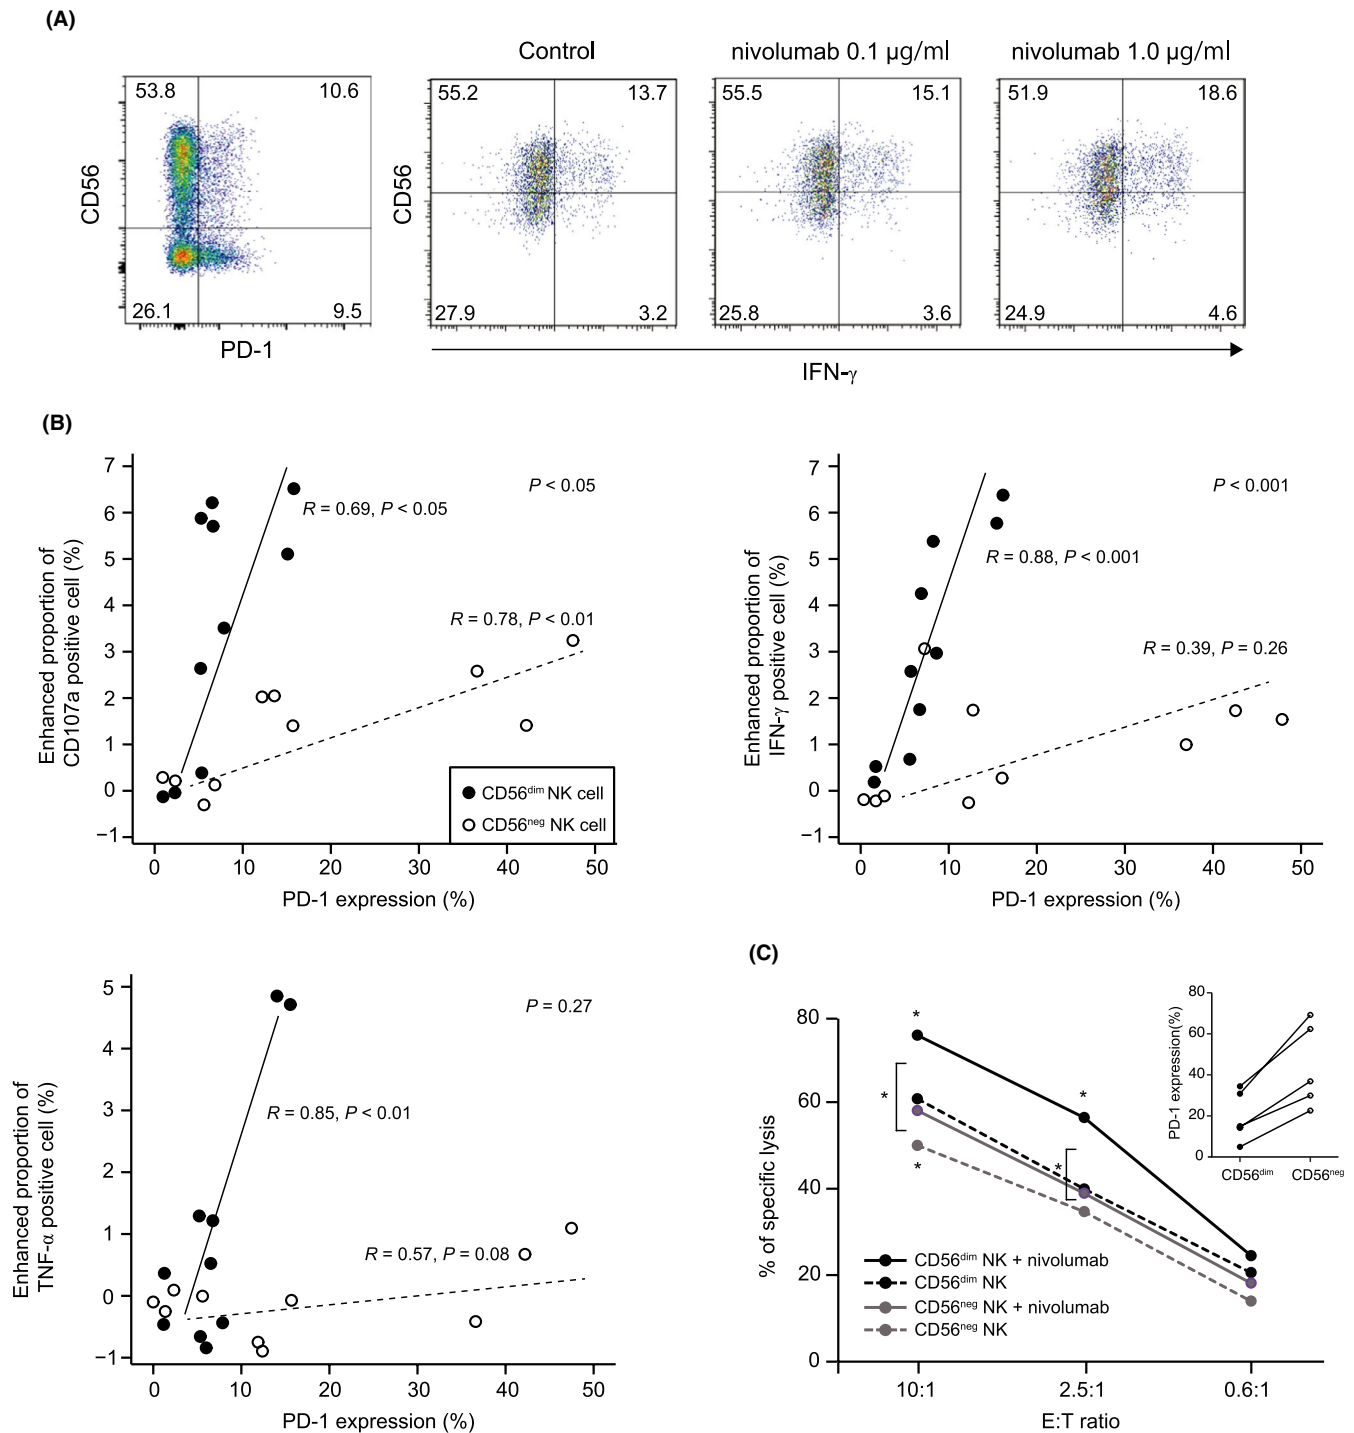 (A)
Control
nivolumab 0.1 µg/ml
nivolumab 1.0 µg/ml
53.8 10.6
26.1 9.5
CD56
PD-1
55.2 13.7
27.9 3.2
CD56
55.5 15.1
25.8 3.6
51.9 18.6
24.9 4.6
IFN-γ
(B)
Enhanced proportion of
CD107a positive cell (%)
7
6
5
4
3
2
1
0
−1
P < 0.05
R = 0.69, P < 0.05
R = 0.78, P < 0.01
CD56dim NK cell
CD56neg NK cell
0 10 20 30 40 50
PD-1 expression (%)
Enhanced proportion of
IFN-γ positive cell (%)
7
6
5
4
3
2
1
0
−1
P < 0.001
R = 0.88, P < 0.001
R = 0.39, P = 0.26
0 10 20 30 40 50
PD-1 expression (%)
Enhanced proportion of
TNF-α positive cell (%)
5
4
3
2
1
0
−1
P = 0.27
R = 0.85, P < 0.01
R = 0.57, P = 0.08
0 10 20 30 40 50
PD-1 expression (%)
(C)
% of specific lysis
80
60
40
20
0
*
*
*
*
*
CD56dim NK + nivolumab
CD56dim NK
CD56neg NK + nivolumab
CD56neg NK
10:1 2.5:1 0.6:1
E:T ratio
PD-1 expression(%)
80
60
40
20
0
CD56dim CD56neg